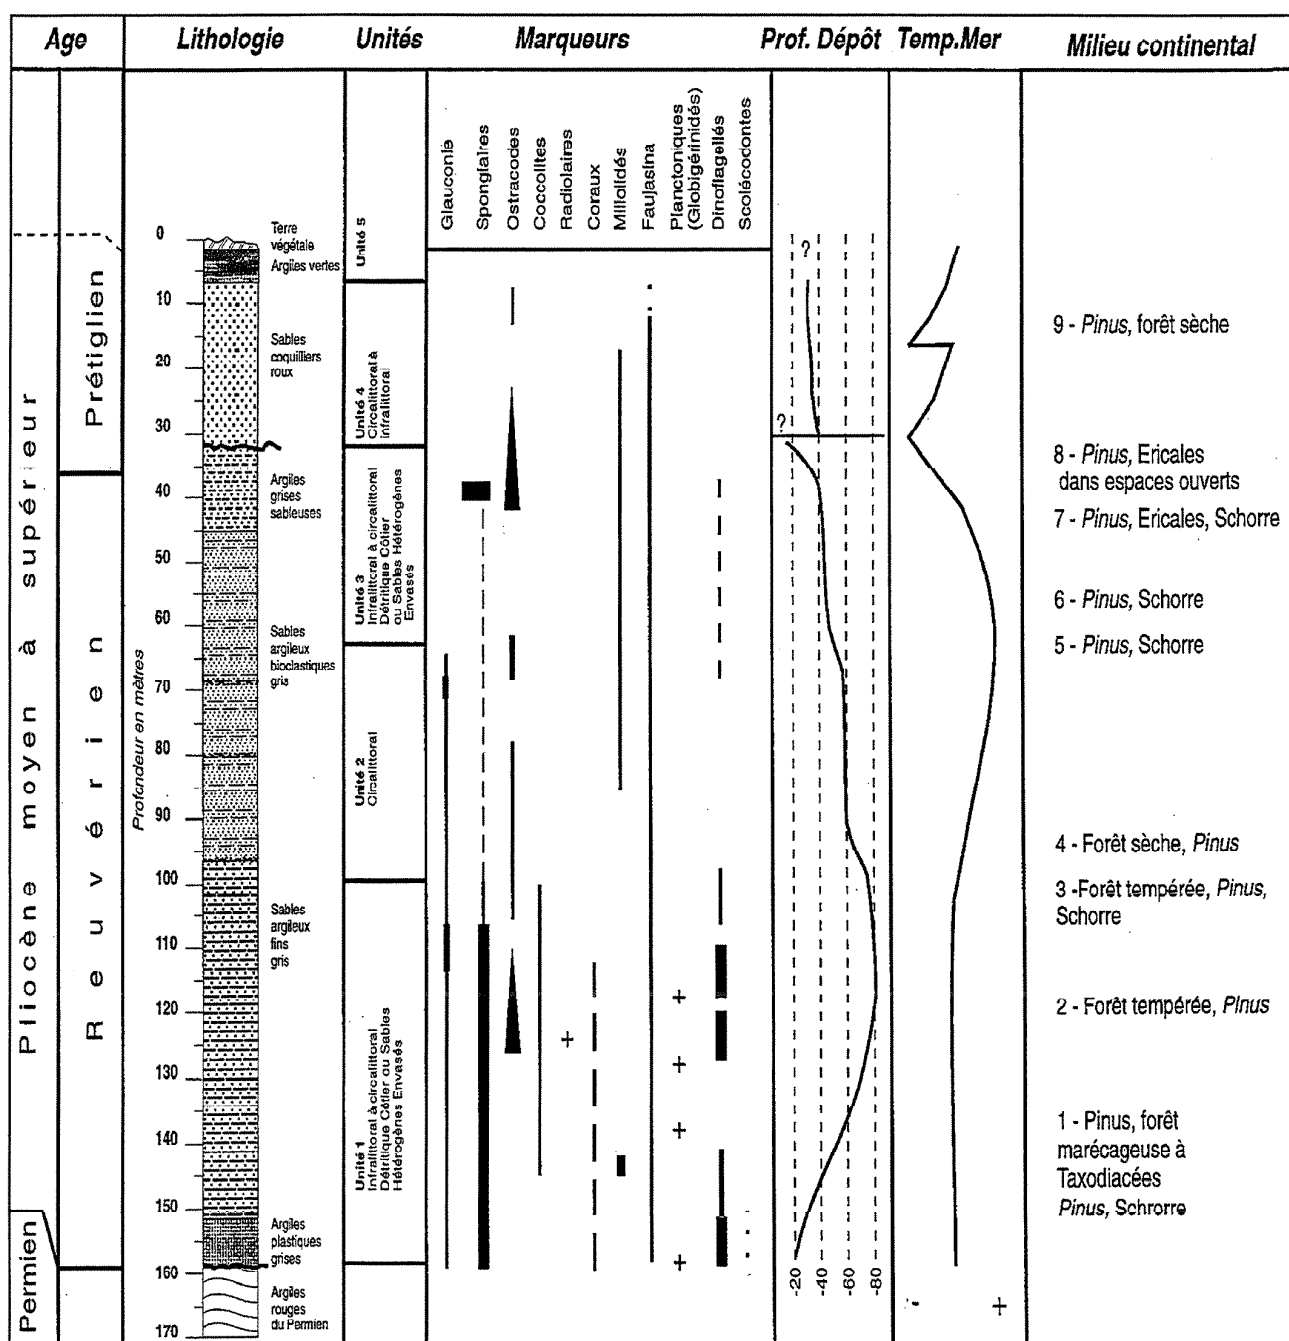 Age
Lithologie
Unités
Marqueurs
Prof. Dépôt
Temp.Mer
Milieu continental
Pliocène moyen à supérieur
Permien
Prétiglien
Reuvérien
Profondeur en mètres
0
10
20
30
40
50
60
70
80
90
100
110
120
130
140
150
160
170
Terre
végétale
Argiles vertes
Sables
coquilliers
roux
Argiles
grises
sableuses
Sables
argileux
bioclastiques
gris
Sables
argileux
fins
gris
Argiles
plastiques
grises
Argiles
rouges
du Permien
Unité 5
Unité 4
Circalittoral à
infralittoral
Unité 3
Infralittoral à circalittoral
Détritique Côtier
ou Sables Hétérogènes
Envasés
Unité 2
Circalittoral
Unité 1
Infralittoral à circalittoral
Détritique Côtier ou Sables
Hétérogènes Envasés
Glauconie
Spongiaires
Ostracodes
Coccolites
Radiolaires
Coraux
Miliolidés
Faujasina
Planctoniques
(Globigérinidés)
Dinoflagellés
Scolécodontes
?
?
-20
-40
-60
-80
-
+
9 - Pinus, forêt sèche
8 - Pinus, Ericales
dans espaces ouverts
7 - Pinus, Ericales, Schorre
6 - Pinus, Schorre
5 - Pinus, Schorre
4 - Forêt sèche, Pinus
3 -Forêt tempérée, Pinus,
Schorre
2 - Forêt tempérée, Pinus
1 - Pinus, forêt
marécageuse à
Taxodiacées
Pinus, Schrorre